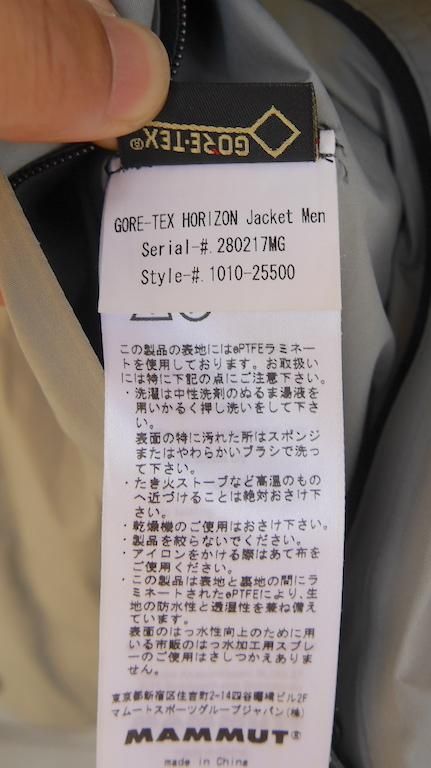 GORE-TEX®
GORE-TEX HORIZON Jacket Men
Serial-#. 280217MG
Style-#. 1010-25500
この製品の表地にはePTFEラミネー
トを使用しております。お取扱い
には特に下記の点にご注意下さい。
・洗濯は中性洗剤のぬるま湯液を
用いかるく押し洗いをして下さ
い。
表面の特に汚れた所はスポンジ
またはやわらかいブラシで洗っ
て下さい。
・たき火ストーブなど高温のもの
へ近づけることは絶対おさけ下
さい。
・乾燥機のご使用はおさけ下さい。
・製品を絞らないでください。
・アイロンをかける際はあて布を
ご使用ください。
・この製品は表地と裏地の間にラ
ミネートされたePTFEにより、生
地の防水性と透湿性を兼ね備え
ています。
表面のはっ水性向上のために用
いる市販のはっ水加工用スプレ
ーのご使用はさしつかえありま
せん。
東京都新宿区住吉町2-14四谷曙橋ビル2F
マムートスポーツグループジャパン(株)
MAMMUT®
made in China